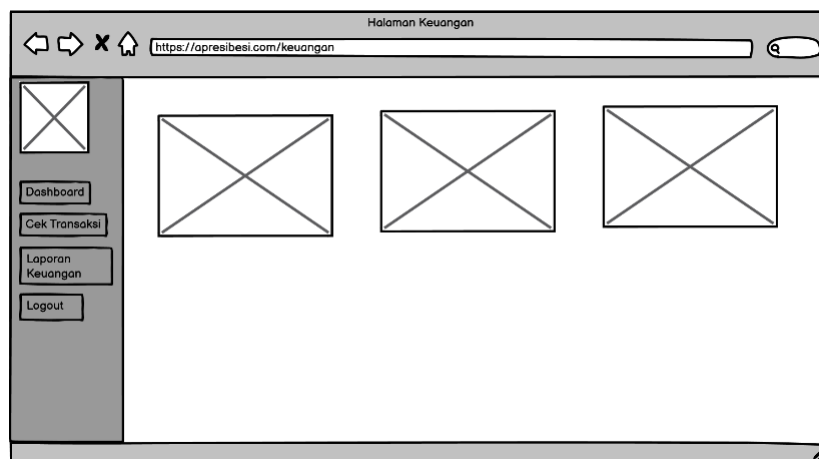 Halaman Keuangan
https://apresibesi.com/keuangan
Dashboard
Cek Transaksi
Laporan
Keuangan
Logout